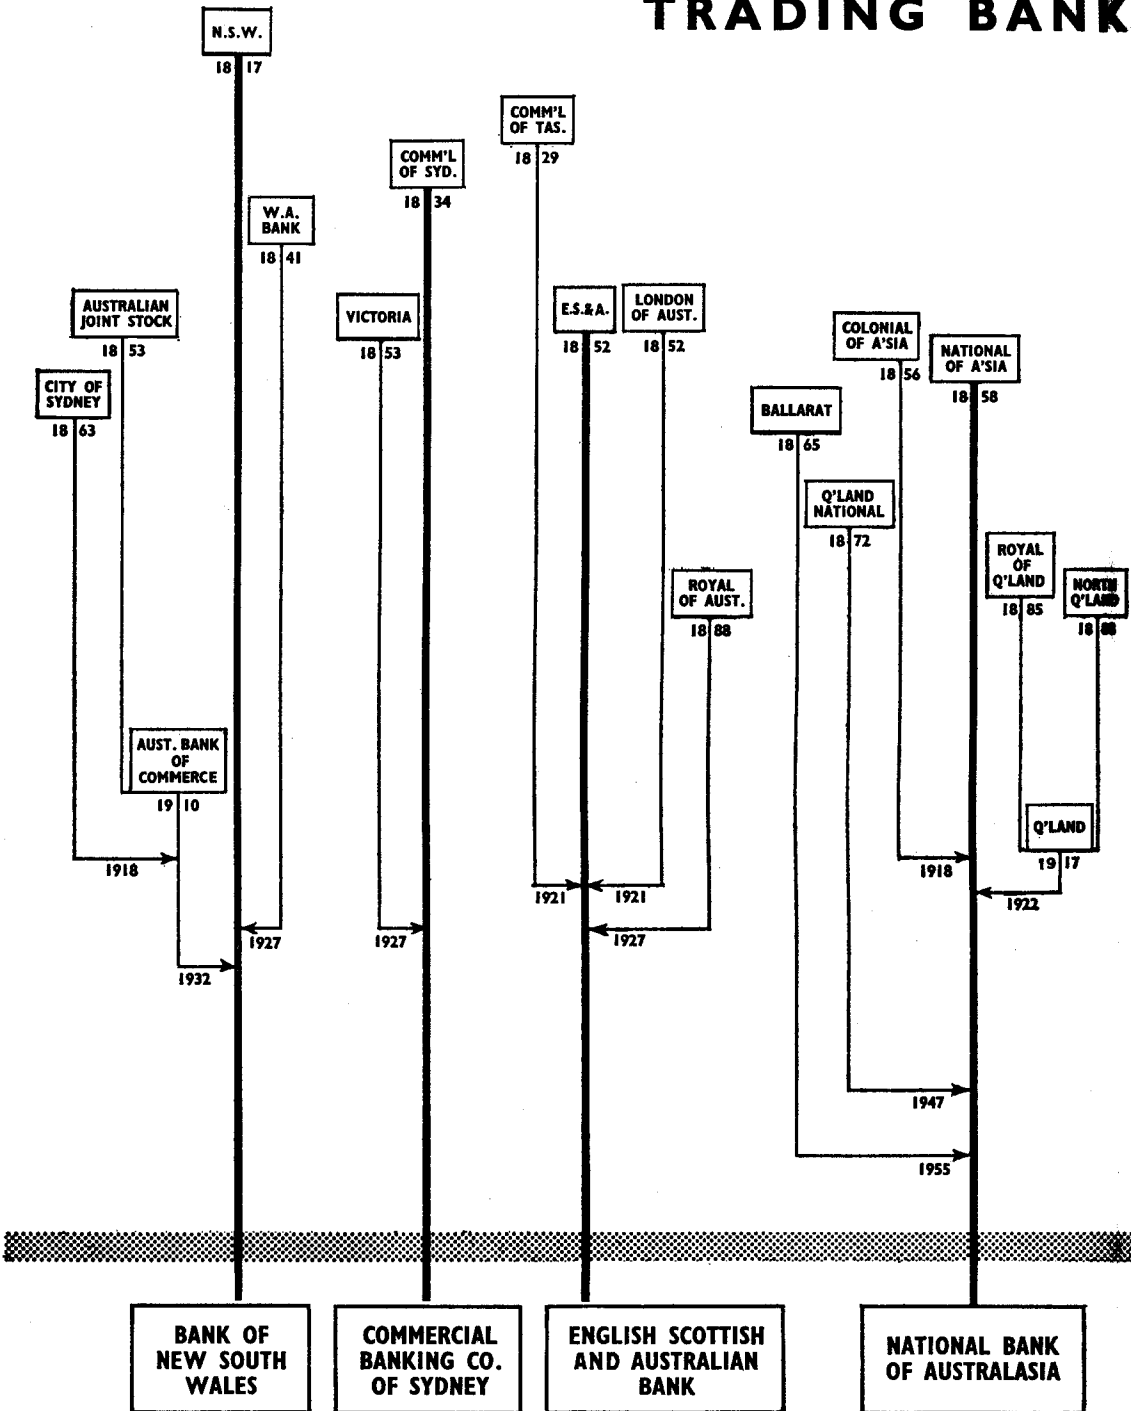 TRADING BANK
N.S.W.
18 17
COMM'L
OF TAS.
18 29
COMM'L
OF SYD.
18 34
W.A.
BANK
18 41
AUSTRALIAN
JOINT STOCK
18 53
VICTORIA
18 53
E.S.&A.
18 52
LONDON
OF AUST.
18 52
COLONIAL
OF A'SIA
18 56
NATIONAL
OF A'SIA
18 58
CITY OF
SYDNEY
18 63
BALLARAT
18 65
Q'LAND
NATIONAL
18 72
ROYAL
OF
Q'LAND
18 85
NORTH
Q'LAND
18 88
ROYAL
OF AUST.
18 88
AUST. BANK
OF
COMMERCE
19 10
Q'LAND
19 17
1918
1918
1921
1921
1922
1927
1927
1927
1932
1947
1955
BANK OF
NEW SOUTH
WALES
COMMERCIAL
BANKING CO.
OF SYDNEY
ENGLISH SCOTTISH
AND AUSTRALIAN
BANK
NATIONAL BANK
OF AUSTRALASIA